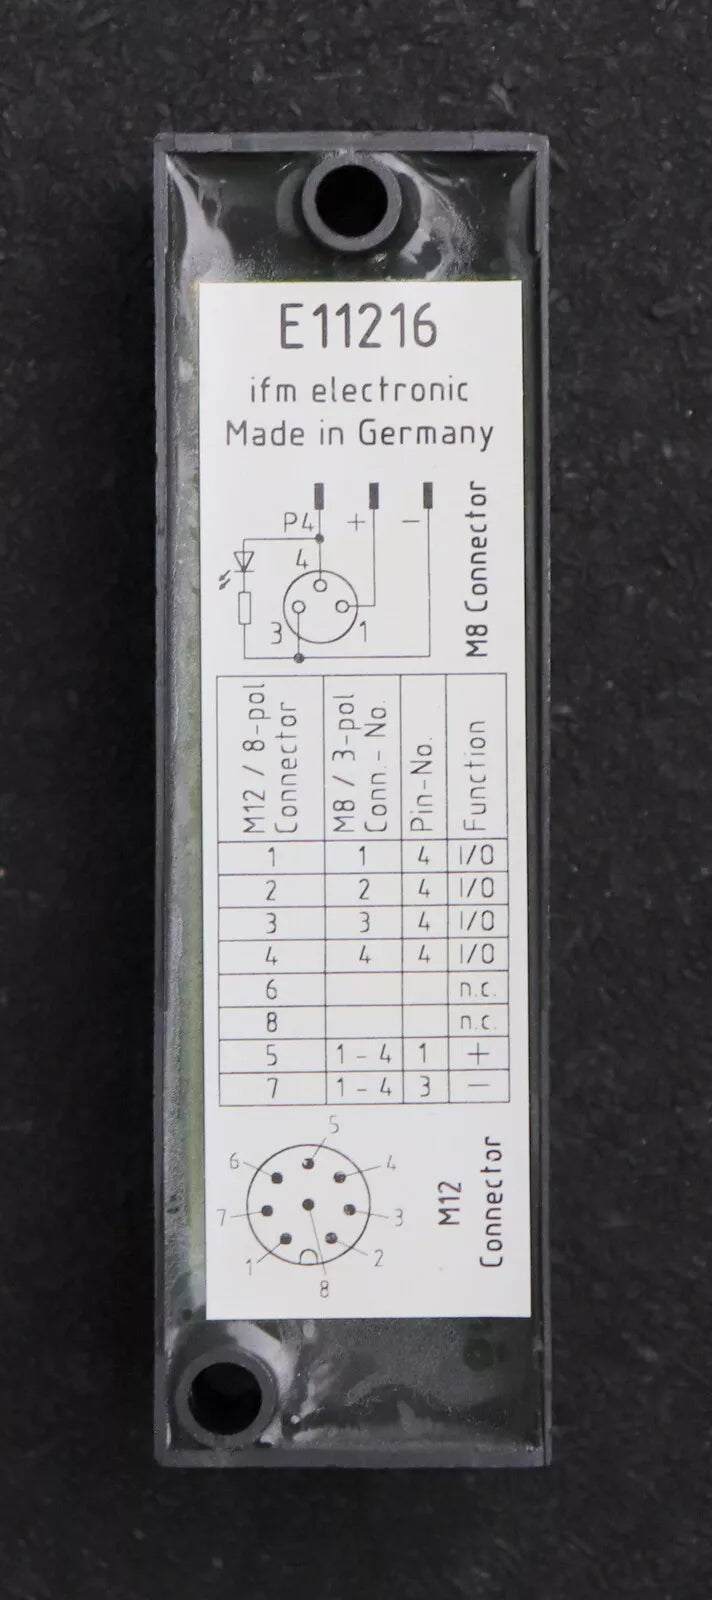 E11216
ifm electronic
Made in Germany
P4 + −
4
3 1
M8 Connector
M12 / 8-pol Connector M8 / 3-pol Conn.- No. Pin-No. Function
1 1 4 I/O
2 2 4 I/O
3 3 4 I/O
4 4 4 I/O
6 n.c.
8 n.c.
5 1 - 4 1 +
7 1 - 4 3 −
5
6 4
7 3
1 2
8
M12
Connector